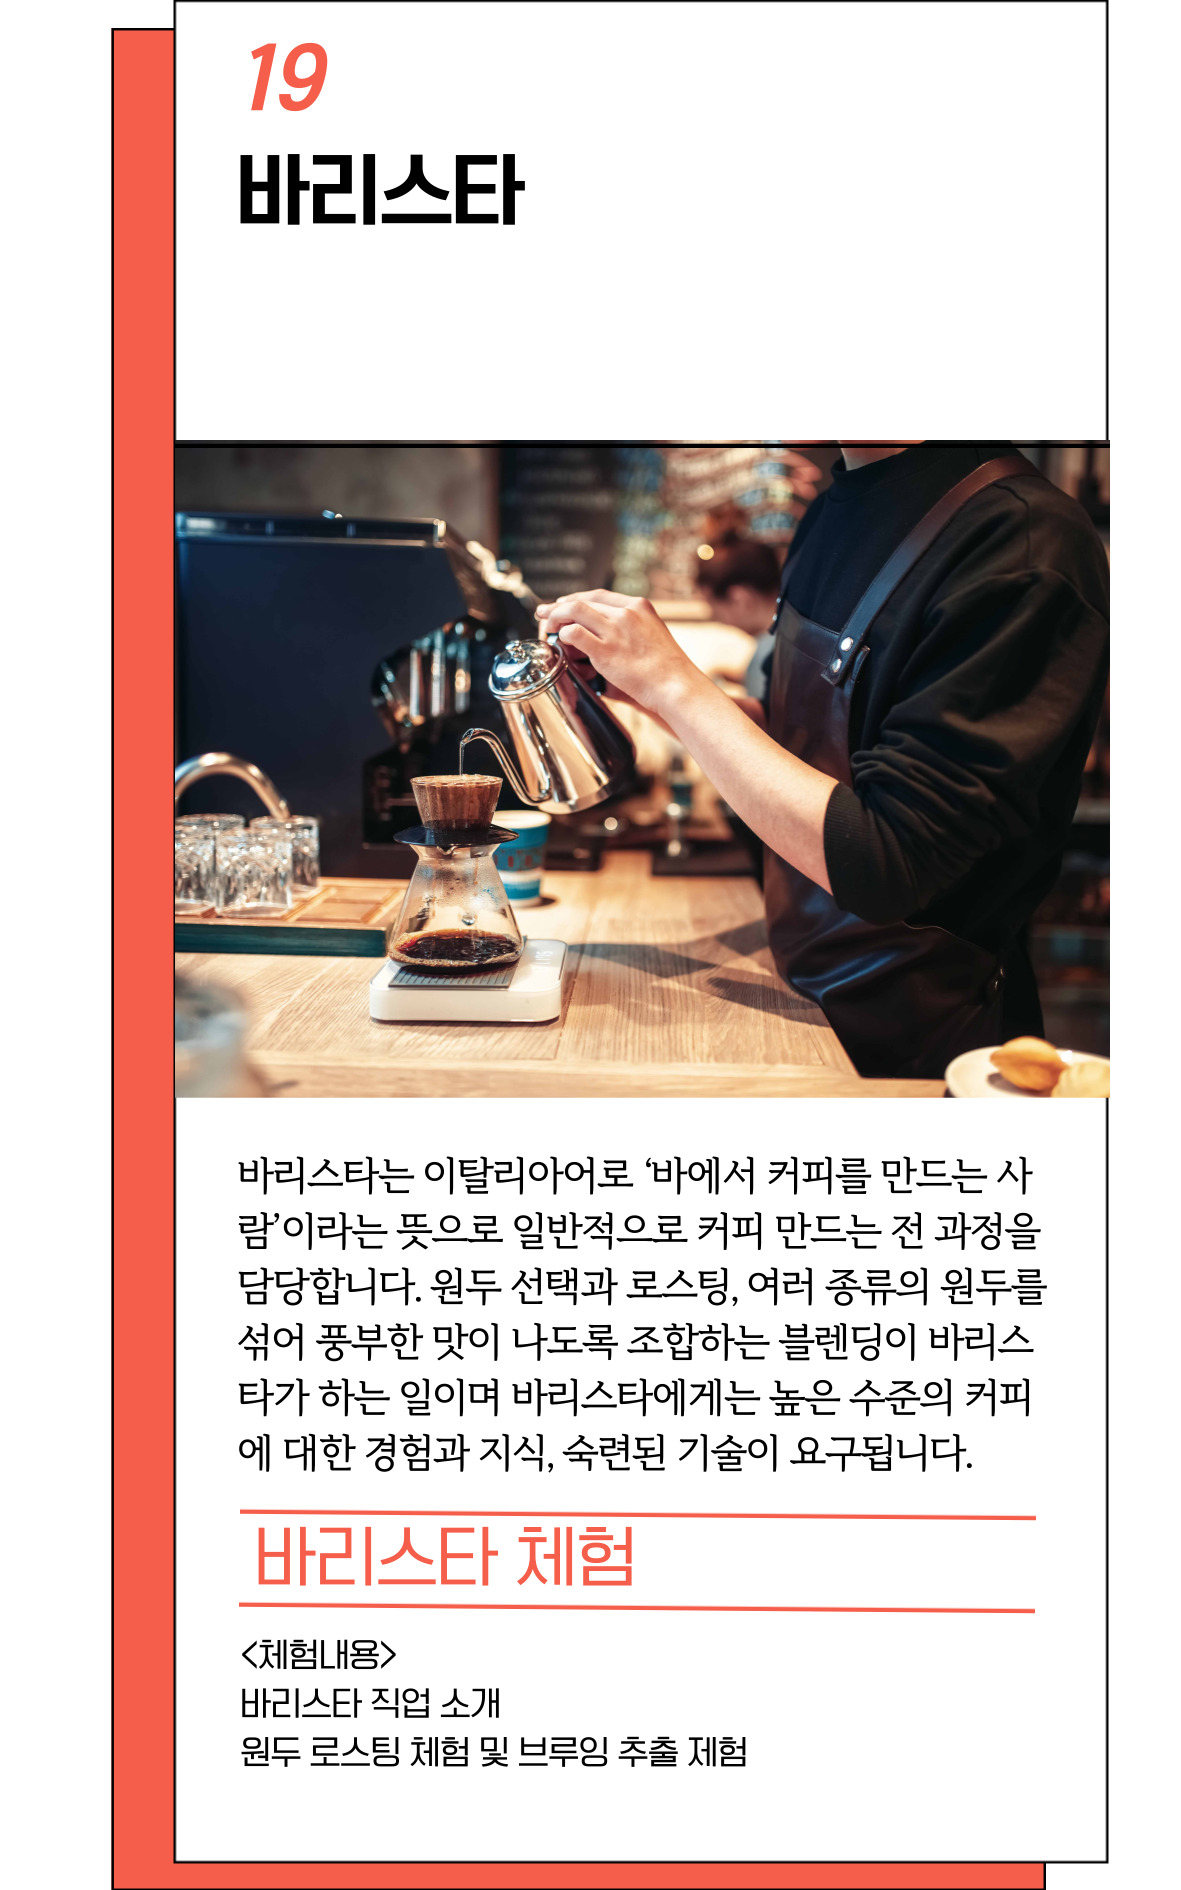 19
바리스타
바리스타는 이탈리아어로 ‘바에서 커피를 만드는 사
람’이라는 뜻으로 일반적으로 커피 만드는 전 과정을
담당합니다. 원두 선택과 로스팅, 여러 종류의 원두를
섞어 풍부한 맛이 나도록 조합하는 블렌딩이 바리스
타가 하는 일이며 바리스타에게는 높은 수준의 커피
에 대한 경험과 지식, 숙련된 기술이 요구됩니다.
바리스타 체험
<체험내용>
바리스타 직업 소개
원두 로스팅 체험 및 브루잉 추출 제험